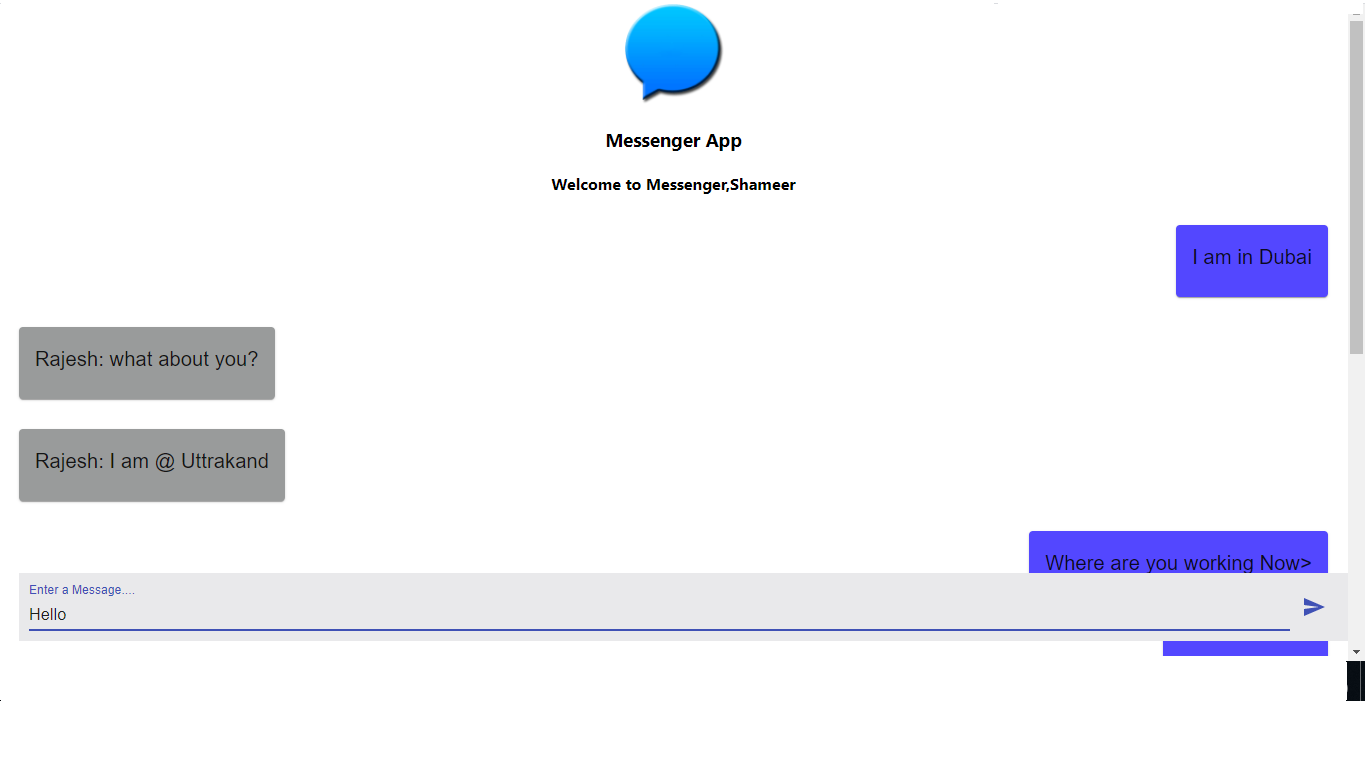 Messenger App
Welcome to Messenger,Shameer
I am in Dubai
Rajesh: what about you?
Rajesh: I am @ Uttrakand
Where are you working Now>
Enter a Message....
Hello